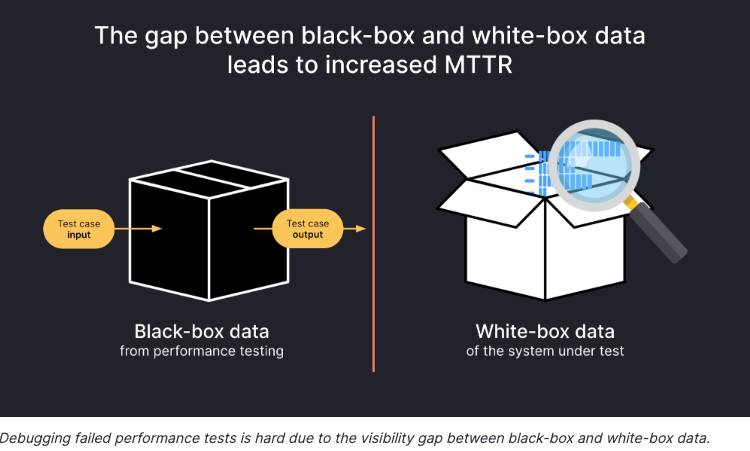 The gap between black-box and white-box data
leads to increased MTTR
Test case
input
Test case
output
Black-box data
from performance testing
White-box data
of the system under test
Debugging failed performance tests is hard due to the visibility gap between black-box and white-box data.